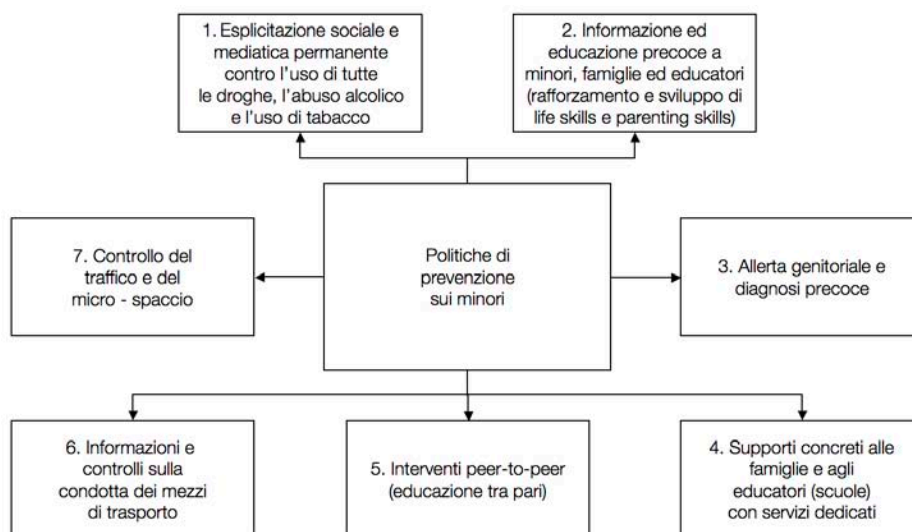 1. Esplicitazione sociale e
mediatica permanente
contro l'uso di tutte
le droghe, l'abuso alcolico
e l'uso di tabacco
2. Informazione ed
educazione precoce a
minori, famiglie ed educatori
(rafforzamento e sviluppo di
life skills e parenting skills)
7. Controllo del
traffico e del
micro - spaccio
Politiche di
prevenzione
sui minori
3. Allerta genitoriale e
diagnosi precoce
6. Informazioni e
controlli sulla
condotta dei mezzi
di trasporto
5. Interventi peer-to-peer
(educazione tra pari)
4. Supporti concreti alle
famiglie e agli
educatori (scuole)
con servizi dedicati